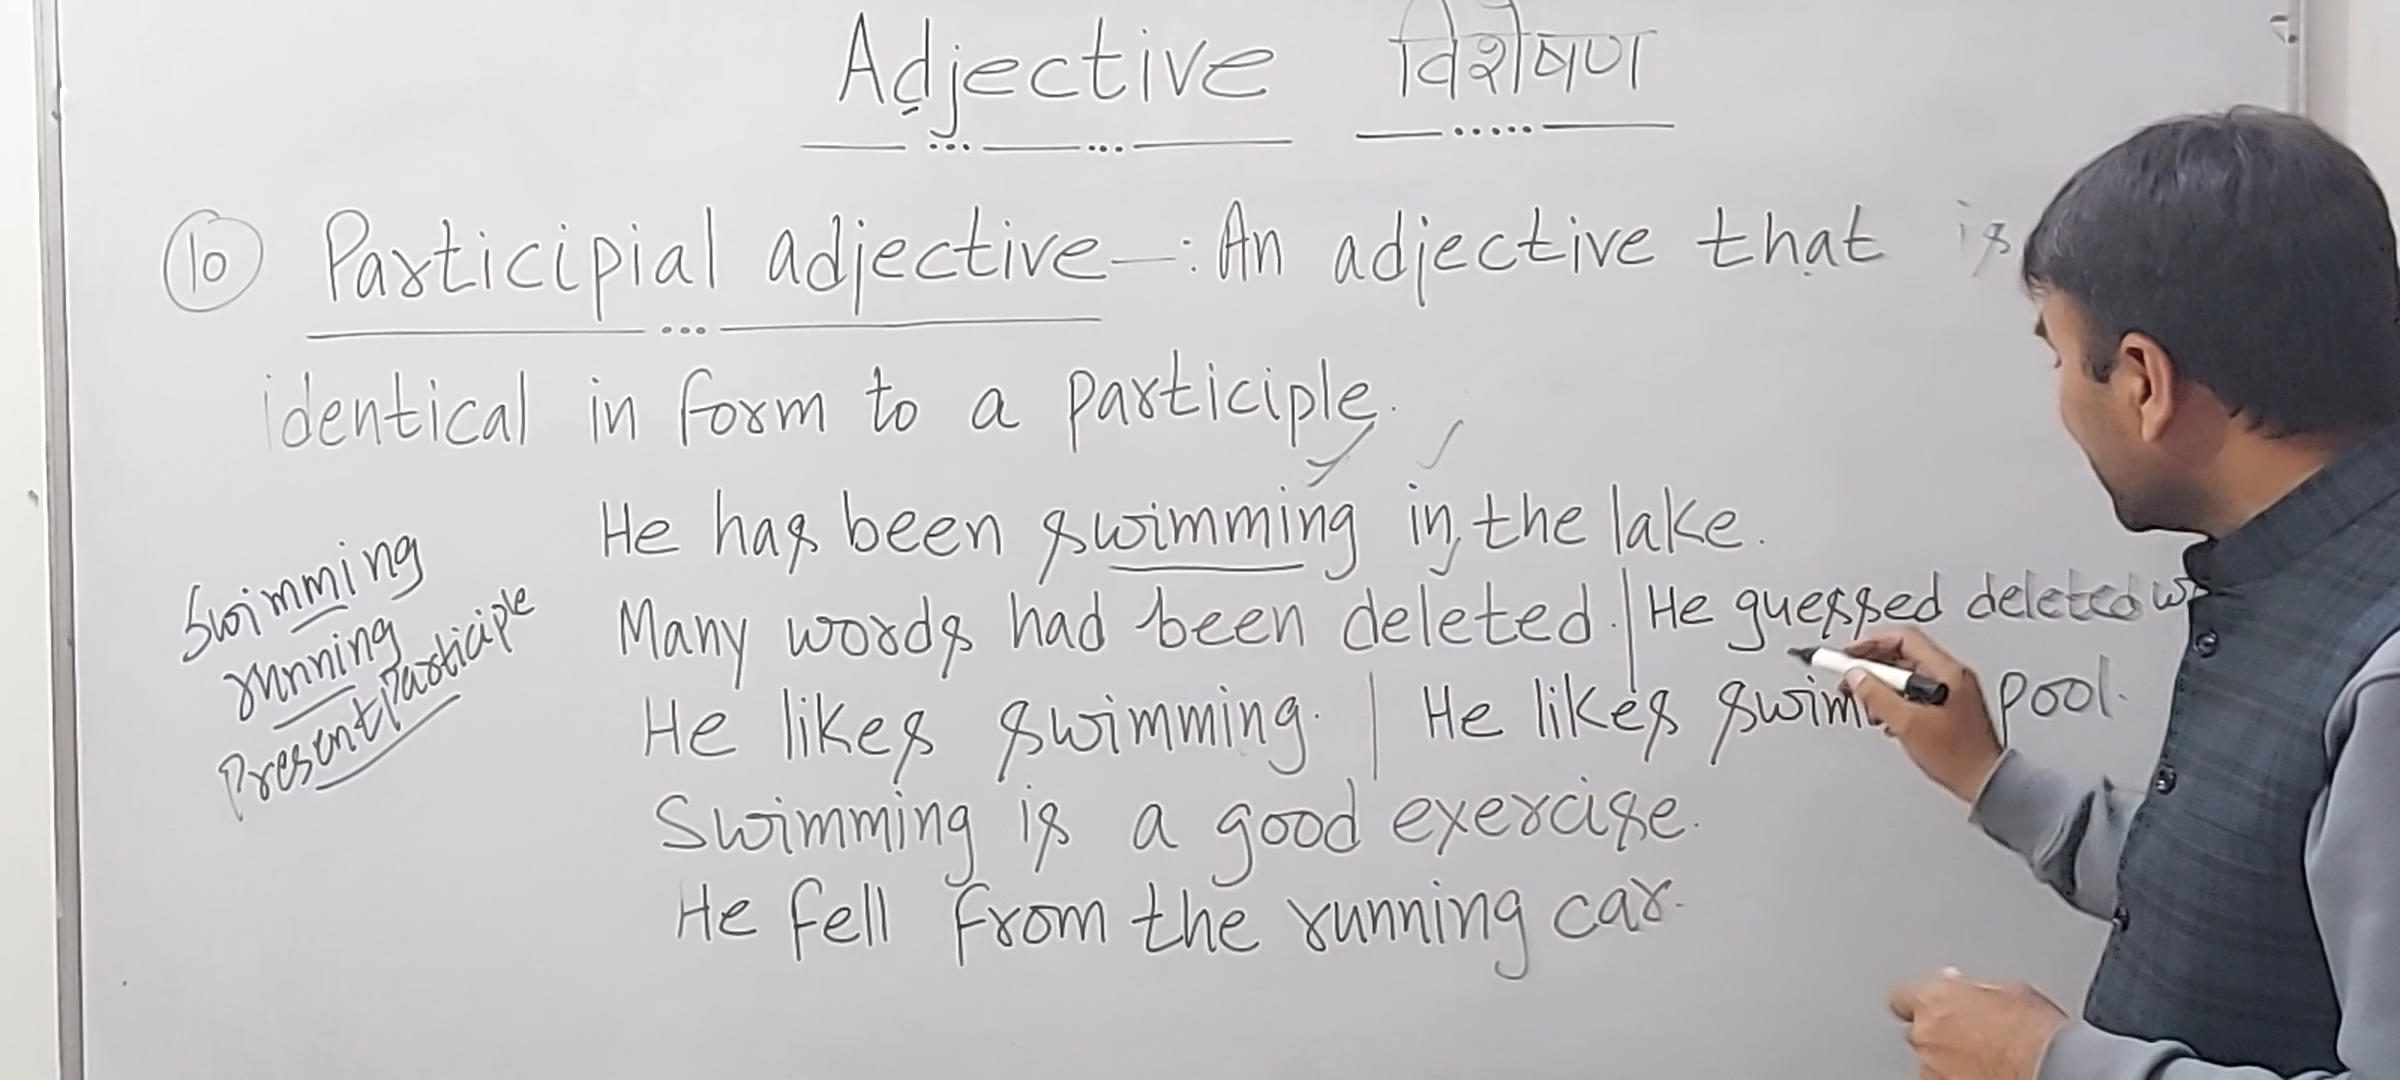 Adjective विशेषण
10 Participial adjective—: An adjective that is
identical in form to a participle.
He has been swimming in the lake.
Many words had been deleted. | He guessed deleted
He likes swimming. | He likes pool.
Swimming is a good exercise.
He fell from the running car.
Swimming
running
Present Participle